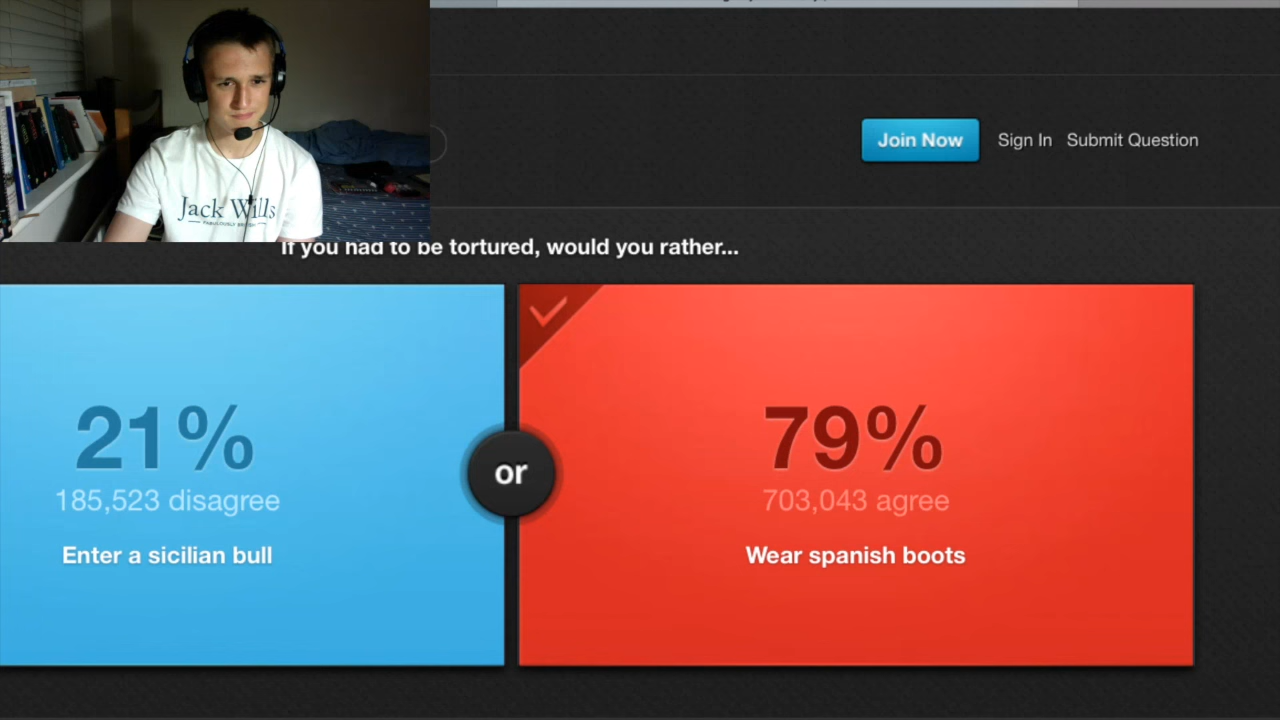 Jack Wills
Join Now
Sign In
Submit Question
If you had to be tortured, would you rather...
21%
185,523 disagree
Enter a sicilian bull
or
79%
703,043 agree
Wear spanish boots